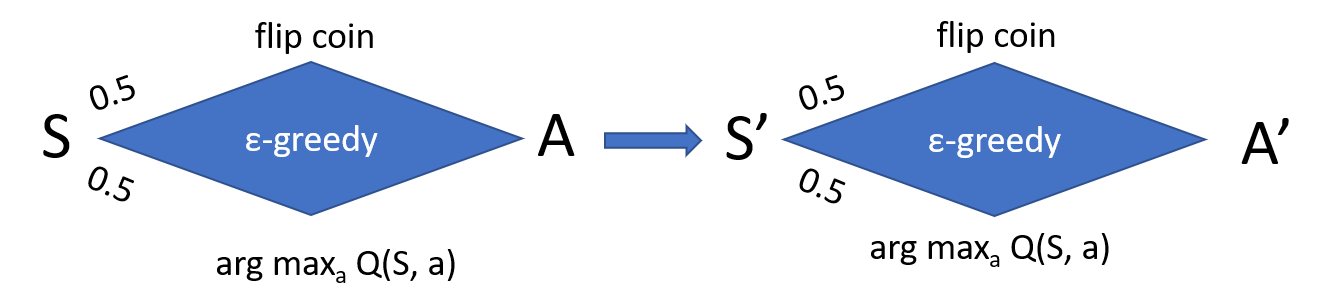 flip coin
0.5
S
ε-greedy
A
0.5
arg maxₐ Q(S, a)
flip coin
0.5
S’
ε-greedy
A’
0.5
arg maxₐ Q(S, a)